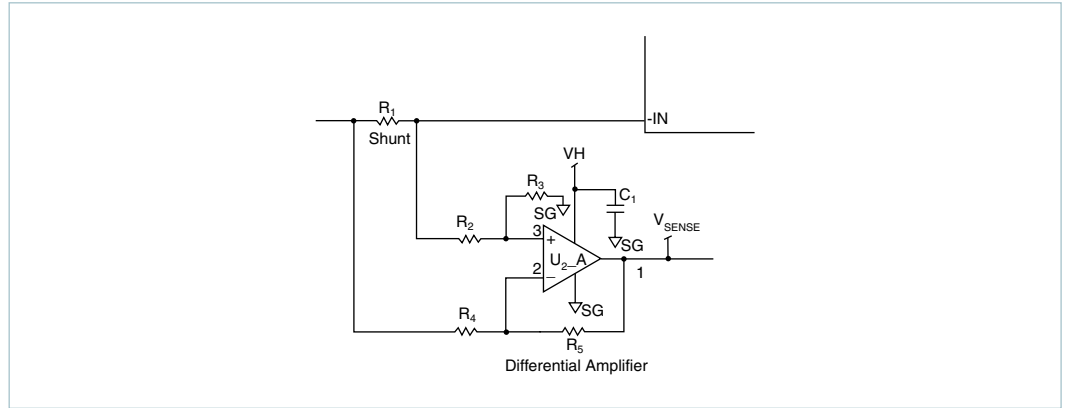 R1
Shunt
-IN
VH
R3
C1
SG
R2
3
+
SG
VSENSE
U2_A
2
–
1
SG
R4
R5
Differential Amplifier